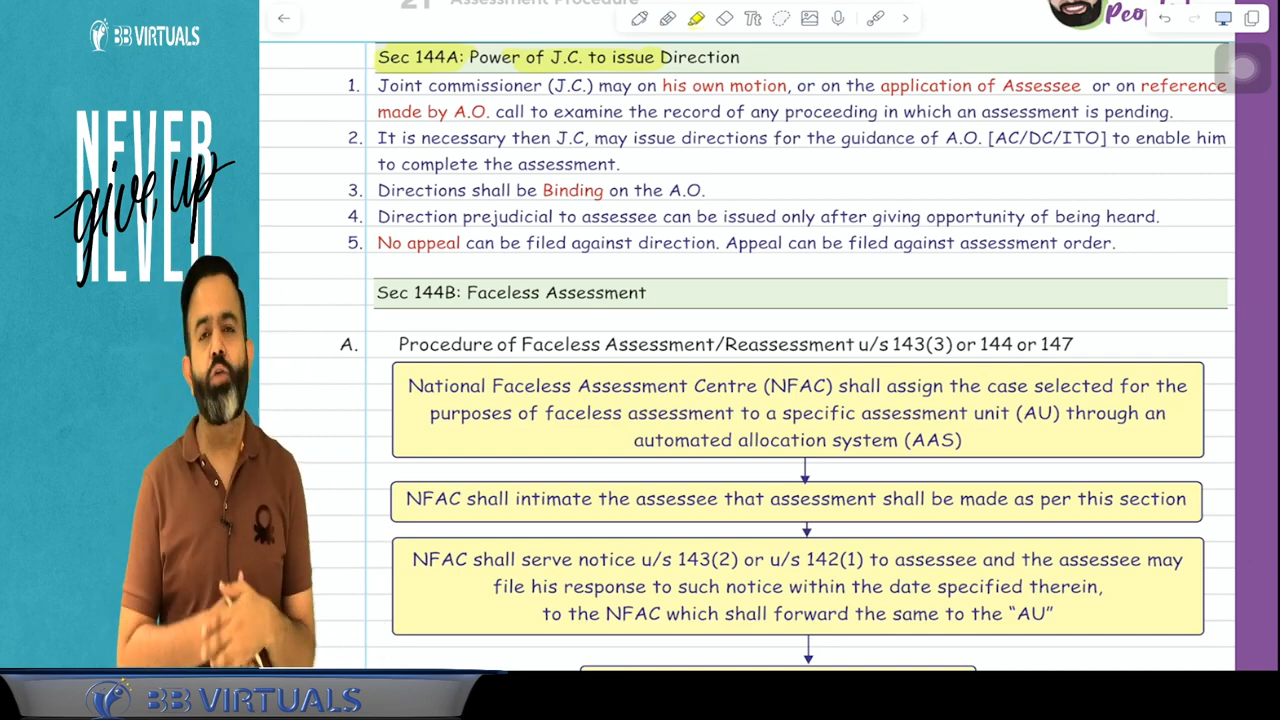 21 Assessment Procedure
BB VIRTUALS
NEVER
give up
NEVER
Sec 144A: Power of J.C. to issue Direction
1. Joint commissioner (J.C.) may on his own motion, or on the application of Assessee or on reference
made by A.O. call to examine the record of any proceeding in which an assessment is pending.
2. It is necessary then J.C, may issue directions for the guidance of A.O. [AC/DC/ITO] to enable him
to complete the assessment.
3. Directions shall be Binding on the A.O.
4. Direction prejudicial to assessee can be issued only after giving opportunity of being heard.
5. No appeal can be filed against direction. Appeal can be filed against assessment order.
Sec 144B: Faceless Assessment
A. Procedure of Faceless Assessment/Reassessment u/s 143(3) or 144 or 147
National Faceless Assessment Centre (NFAC) shall assign the case selected for the
purposes of faceless assessment to a specific assessment unit (AU) through an
automated allocation system (AAS)
NFAC shall intimate the assessee that assessment shall be made as per this section
NFAC shall serve notice u/s 143(2) or u/s 142(1) to assessee and the assessee may
file his response to such notice within the date specified therein,
to the NFAC which shall forward the same to the “AU”
BB VIRTUALS